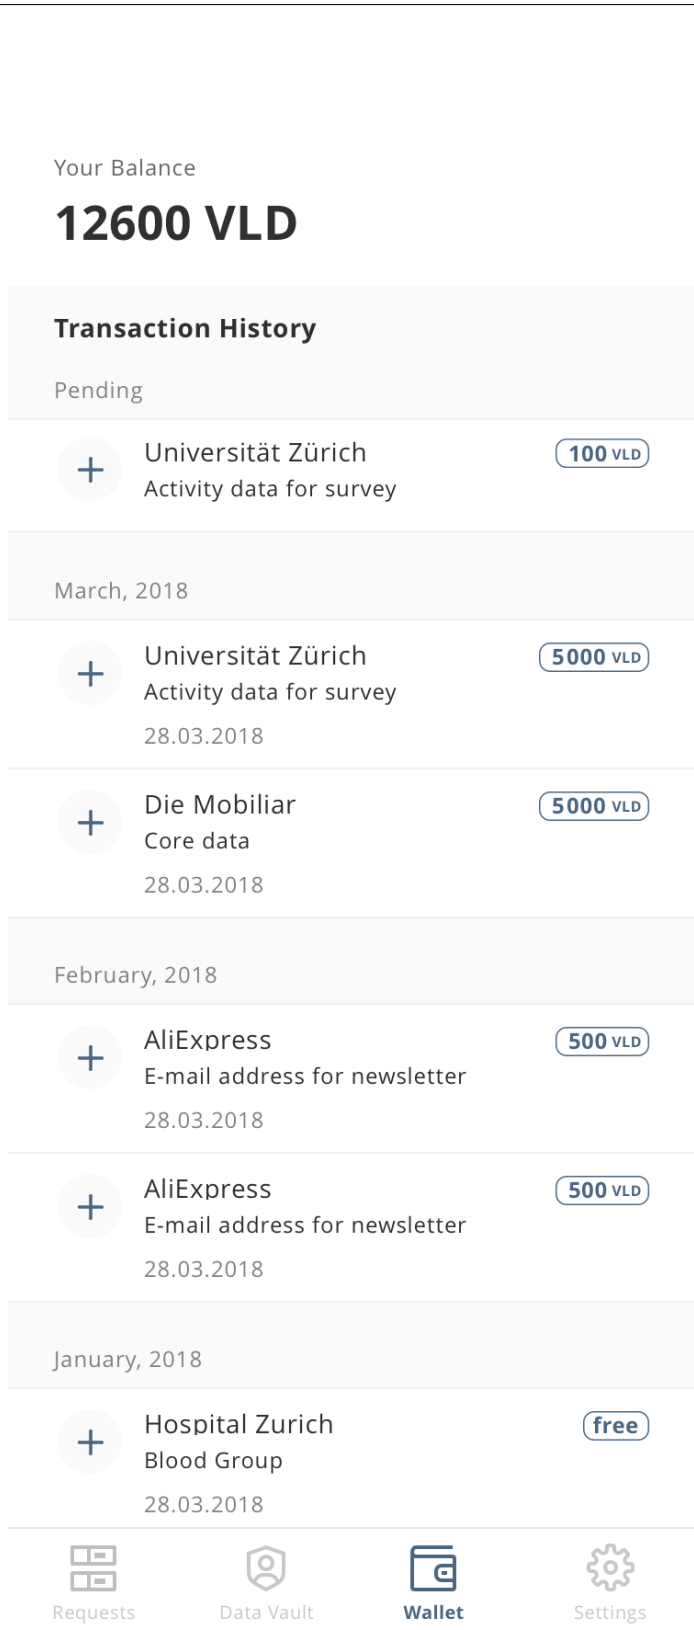 Your Balance
12600 VLD
Transaction History
Pending
Universität Zürich
100 VLD
Activity data for survey
March, 2018
Universität Zürich
5000 VLD
Activity data for survey
28.03.2018
Die Mobiliar
5000 VLD
Core data
28.03.2018
February, 2018
AliExpress
500 VLD
E-mail address for newsletter
28.03.2018
AliExpress
500 VLD
E-mail address for newsletter
28.03.2018
January, 2018
Hospital Zurich
free
Blood Group
28.03.2018
Requests
Data Vault
Wallet
Settings